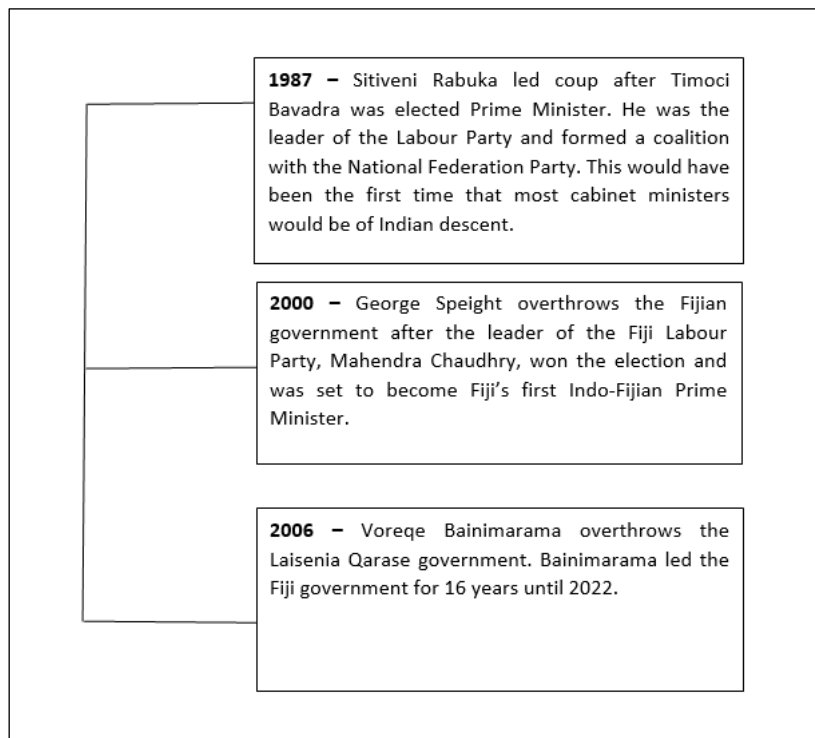 1987 – Sitiveni Rabuka led coup after Timoci
Bavadra was elected Prime Minister. He was the
leader of the Labour Party and formed a coalition
with the National Federation Party. This would have
been the first time that most cabinet ministers
would be of Indian descent.
2000 – George Speight overthrows the Fijian
government after the leader of the Fiji Labour
Party, Mahendra Chaudhry, won the election and
was set to become Fiji’s first Indo-Fijian Prime
Minister.
2006 – Voreqe Bainimarama overthrows the
Laisenia Qarase government. Bainimarama led the
Fiji government for 16 years until 2022.